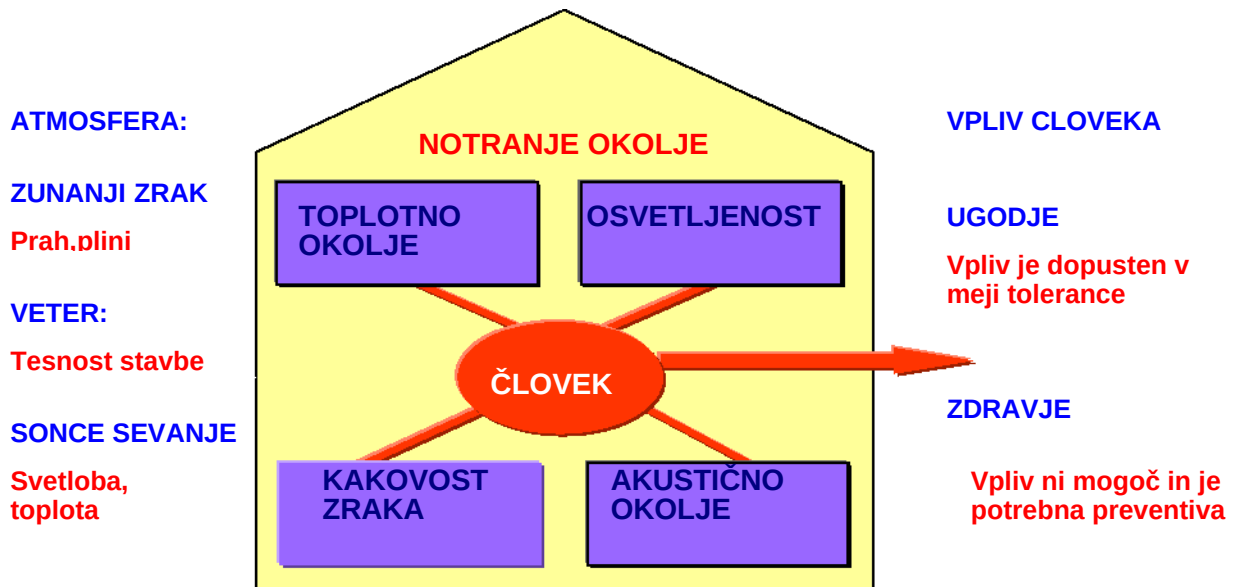 ATMOSFERA:
ZUNANJI ZRAK
Prah,plini
VETER:
Tesnost stavbe
SONCE SEVANJE
Svetloba,
toplota
NOTRANJE OKOLJE
TOPLOTNO
OKOLJE
OSVETLJENOST
ČLOVEK
KAKOVOST
ZRAKA
AKUSTIČNO
OKOLJE
VPLIV CLOVEKA
UGODJE
Vpliv je dopusten v
meji tolerance
ZDRAVJE
Vpliv ni mogoč in je
potrebna preventiva